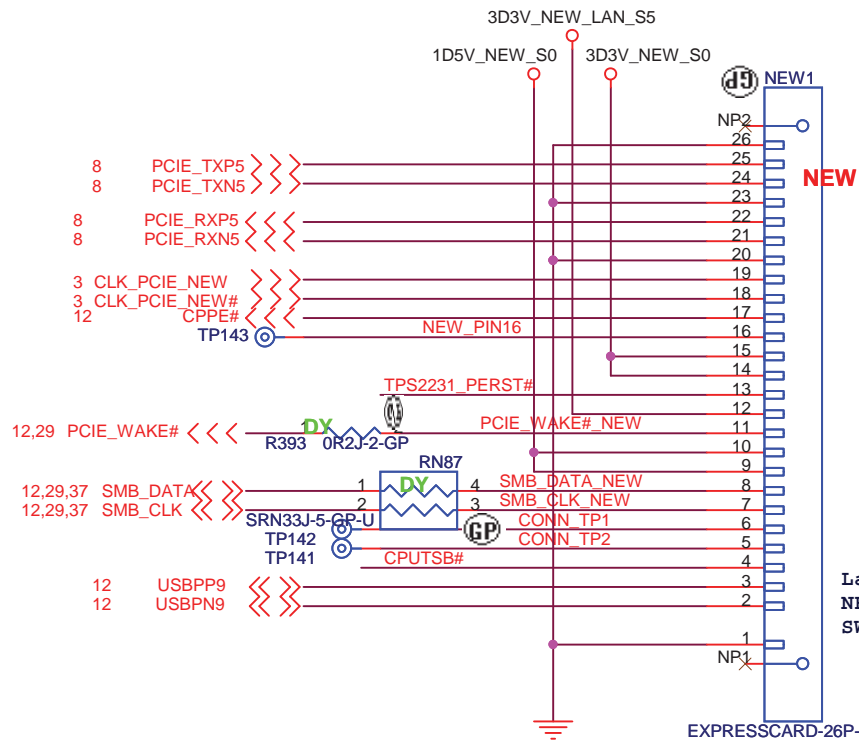 3D3V_NEW_LAN_S5
1D5V_NEW_S0 3D3V_NEW_S0
GP NEW1
NP2
26
8 PCIE_TXP5 25
8 PCIE_TXN5 24
NEW
23
8 PCIE_RXP5 22
8 PCIE_RXN5 21
20
3 CLK_PCIE_NEW 19
3 CLK_PCIE_NEW# 18
12 CPPE# 17
TP143 NEW_PIN16 16
15
14
TPS2231_PERST# 13
12
12,29 PCIE_WAKE# 1 DY PCIE_WAKE#_NEW 11
R393 0R2J-2-GP
10
RN87 9
12,29,37 SMB_DATA 1 DY 4 SMB_DATA_NEW 8
12,29,37 SMB_CLK 2 3 SMB_CLK_NEW 7
SRN33J-5-GP-U GP CONN_TP1 6
TP142 CONN_TP2 5
TP141 CPUTSB# 4
12 USBPP9 3
12 USBPN9 2
La
SW
1
NP1
EXPRESSCARD-26P-